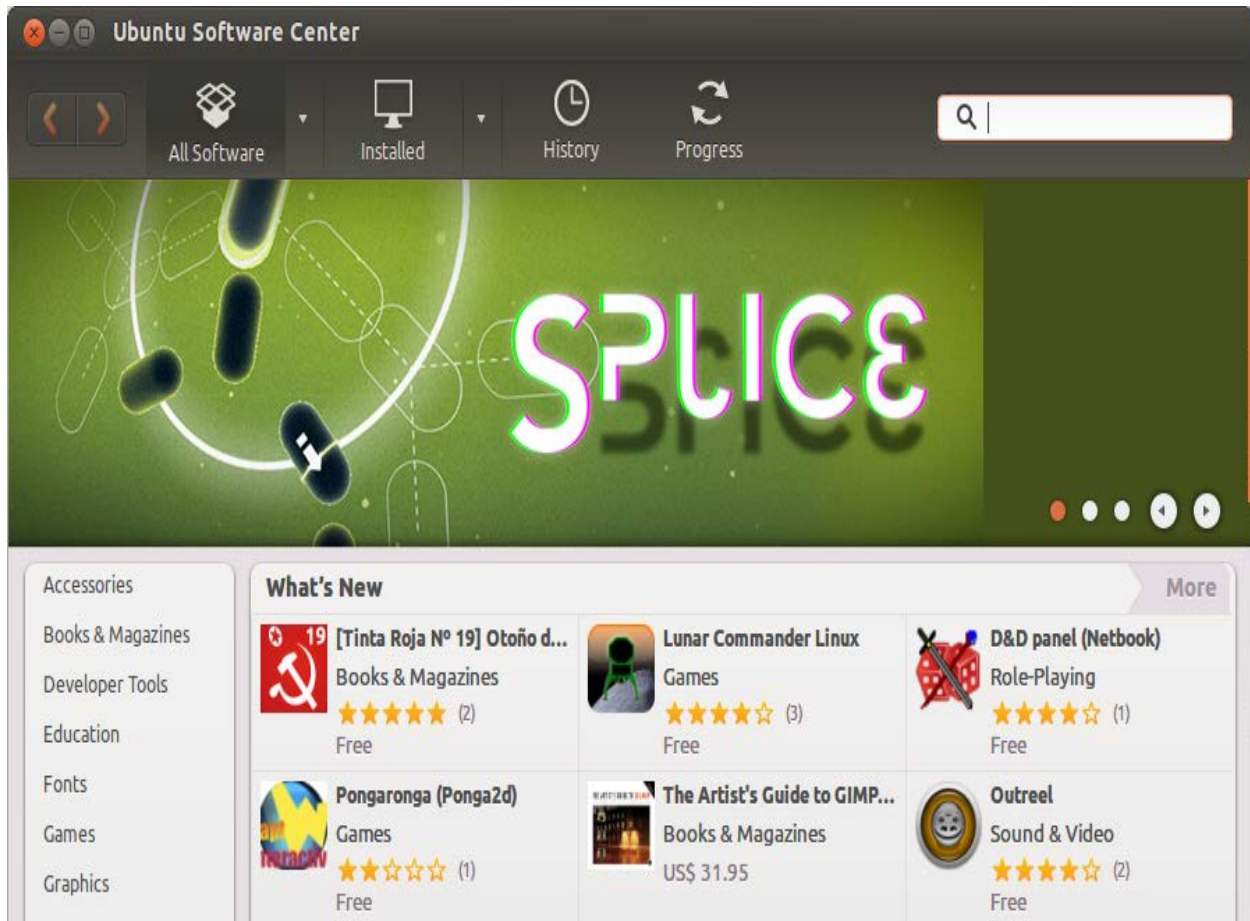 Ubuntu Software Center
All Software
Installed
History
Progress
SPLICE
Accessories
Books & Magazines
Developer Tools
Education
Fonts
Games
Graphics
What's New
More
19
[Tinta Roja Nº 19] Otoño d...
Books & Magazines
(2)
Free
Lunar Commander Linux
Games
(3)
Free
D&D panel (Netbook)
Role-Playing
(1)
Free
Pongaronga (Ponga2d)
Games
(1)
Free
The Artist's Guide to GIMP...
Books & Magazines
US$ 31.95
Outreel
Sound & Video
(2)
Free